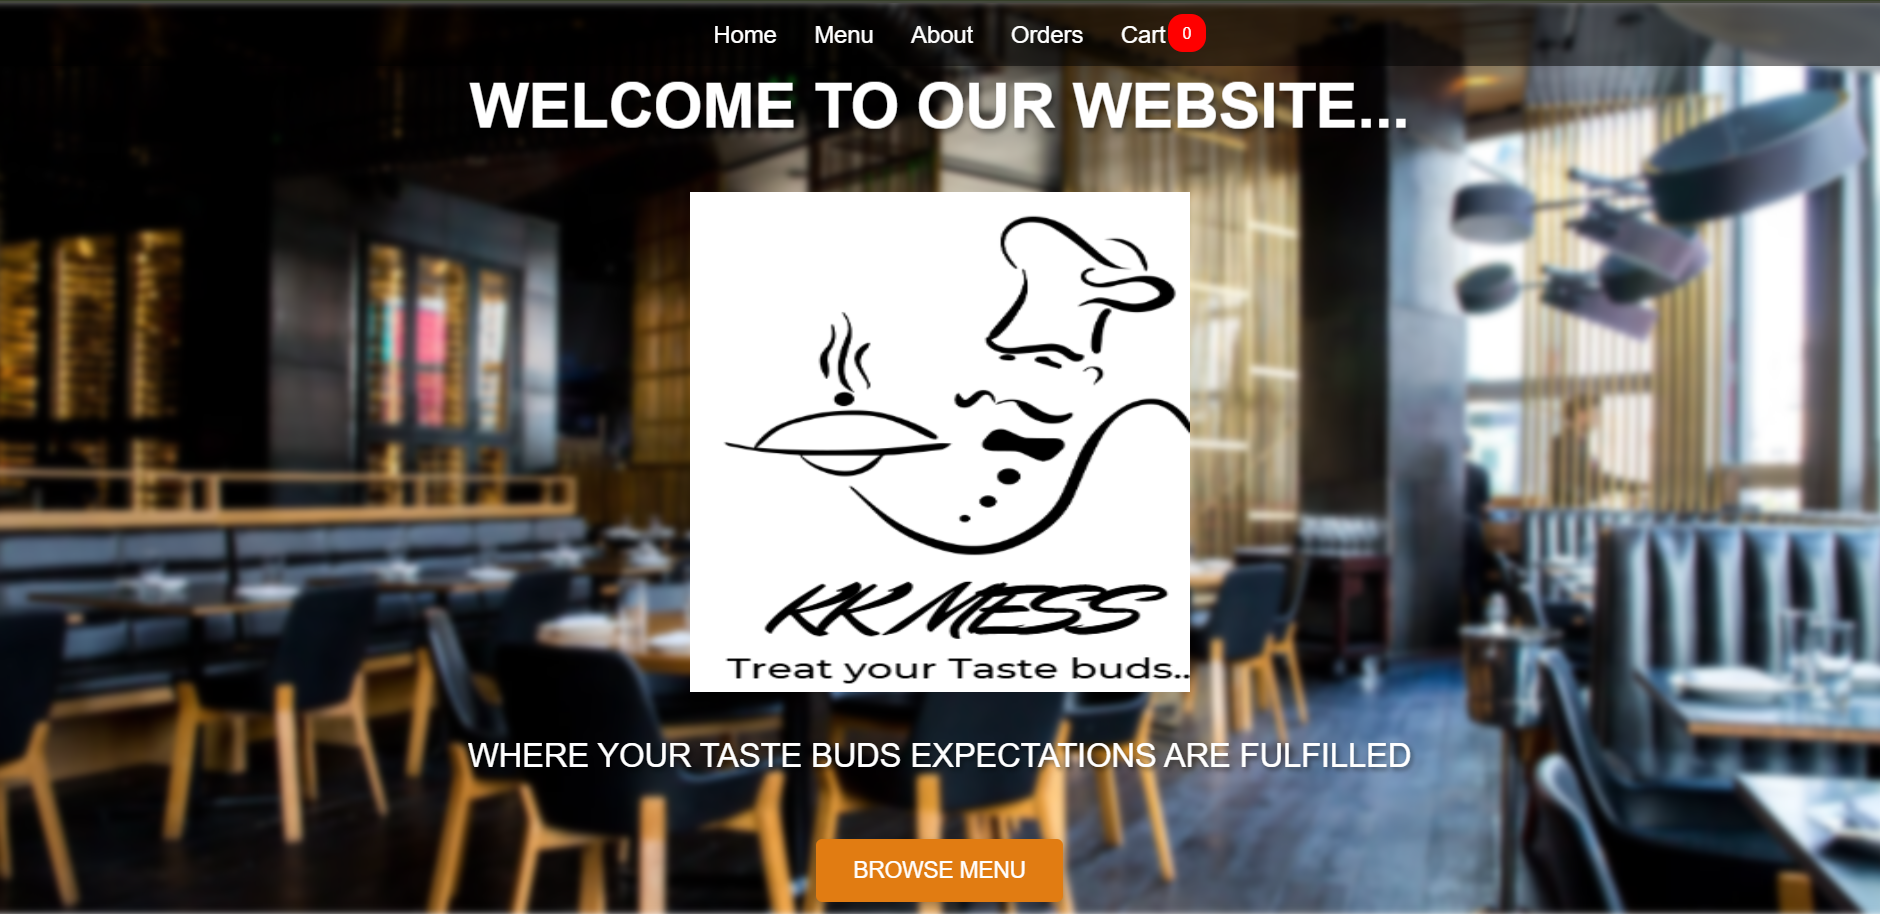 Home Menu About Orders Cart 0
WELCOME TO OUR WEBSITE...
KK MESS
Treat your Taste buds..
WHERE YOUR TASTE BUDS EXPECTATIONS ARE FULFILLED
BROWSE MENU